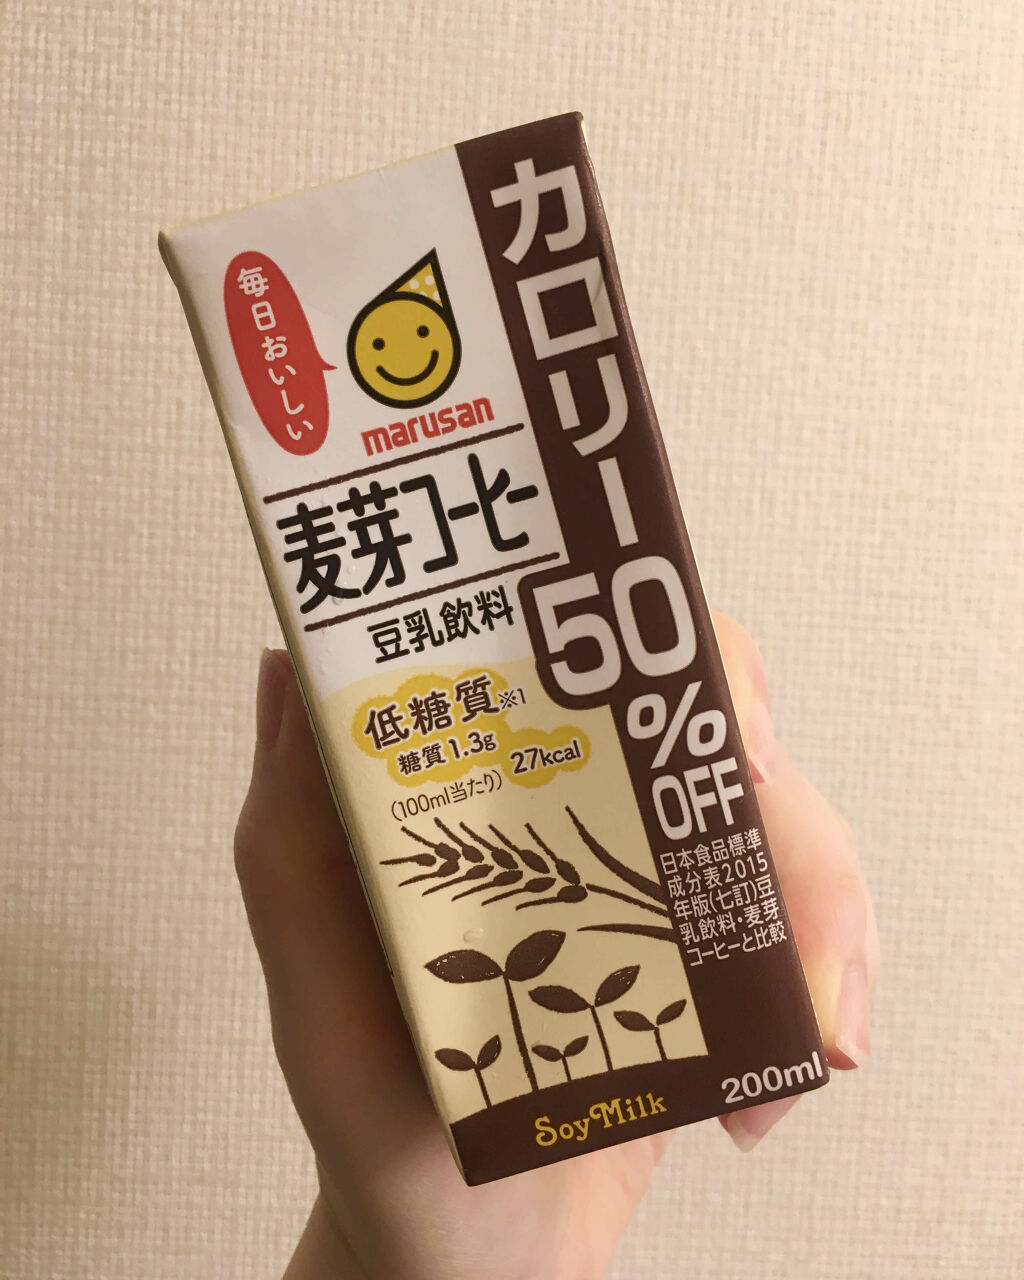 毎日おいしい
marusan
麦芽コーヒー
豆乳飲料
低糖質※1
糖質1.3g
27kcal
(100ml当たり)
カロリー
50
%
OFF
日本食品標準
成分表2015
年版(七訂)豆
乳飲料・麦芽
コーヒーと比較
Soy Milk
200ml